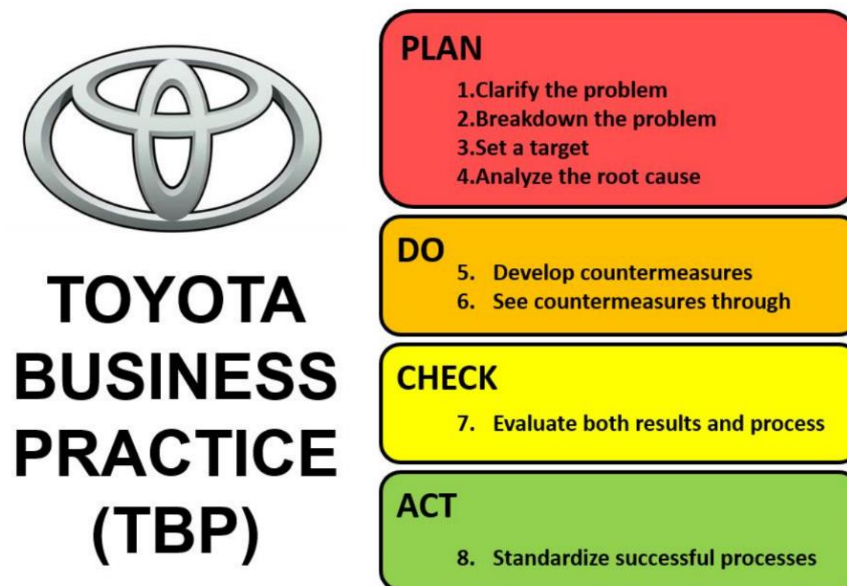 TOYOTA
BUSINESS
PRACTICE
(TBP)
PLAN
1.Clarify the problem
2.Breakdown the problem
3.Set a target
4.Analyze the root cause
DO
5. Develop countermeasures
6. See countermeasures through
CHECK
7. Evaluate both results and process
ACT
8. Standardize successful processes